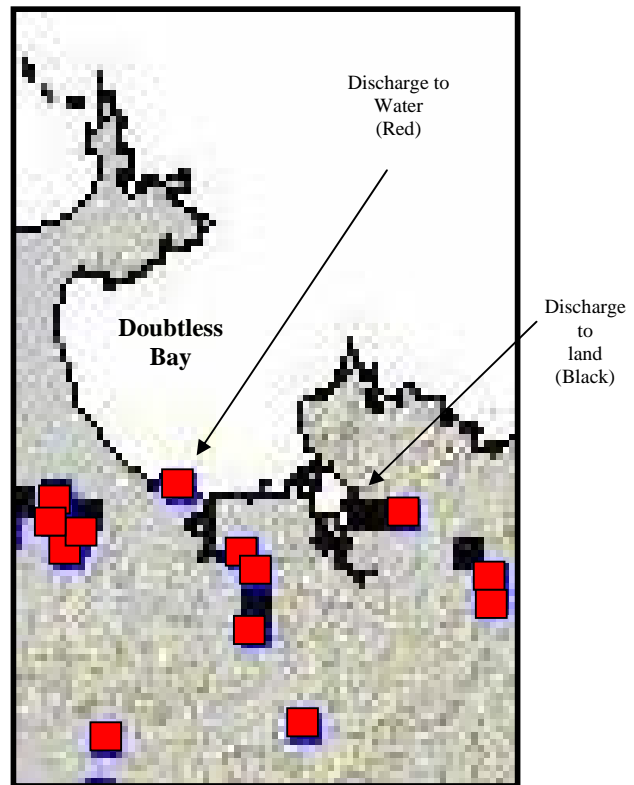 Discharge to
Water
(Red)
Doubtless
Bay
Discharge
to
land
(Black)